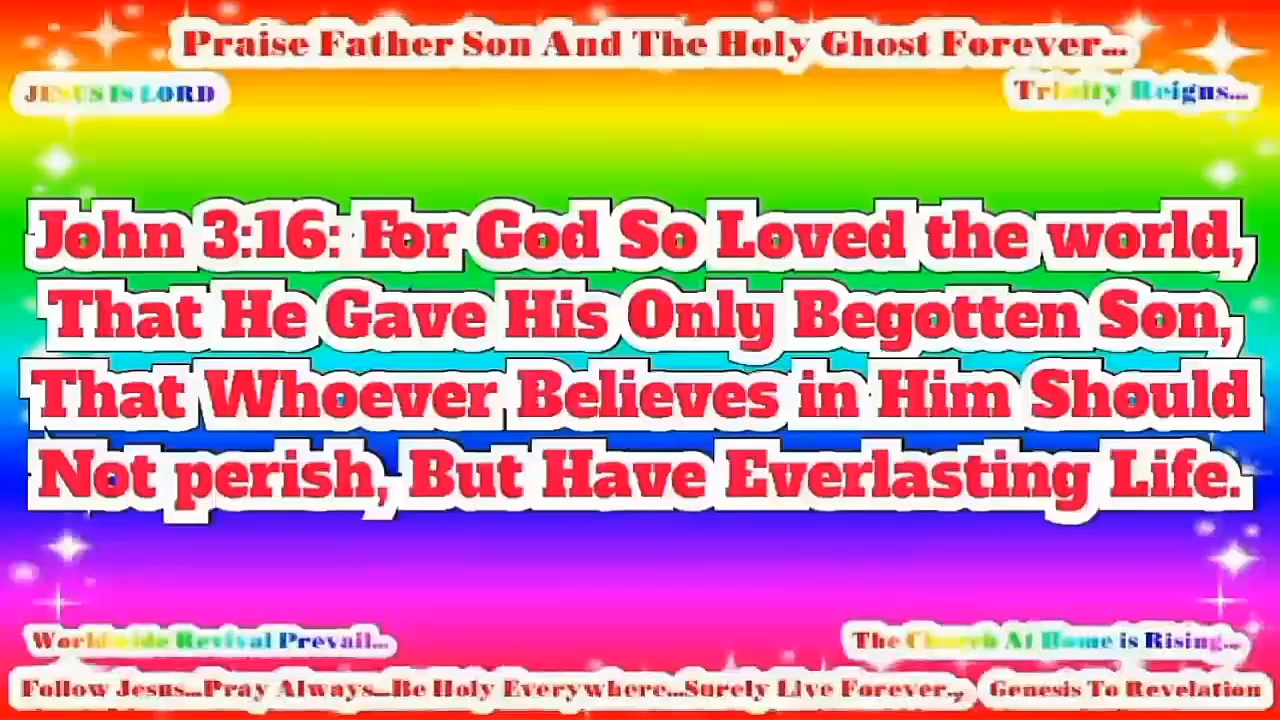 Praise Father Son And The Holy Ghost Forever...
JESUS IS LORD
Trinity Reigns...
John 3:16: For God So Loved the world,
That He Gave His Only Begotten Son,
That Whoever Believes in Him Should
Not perish, But Have Everlasting Life.
Worldwide Revival Prevail...
The Church At Home is Rising...
Follow Jesus...Pray Always...Be Holy Everywhere...Surely Live Forever..,
Genesis To Revelation